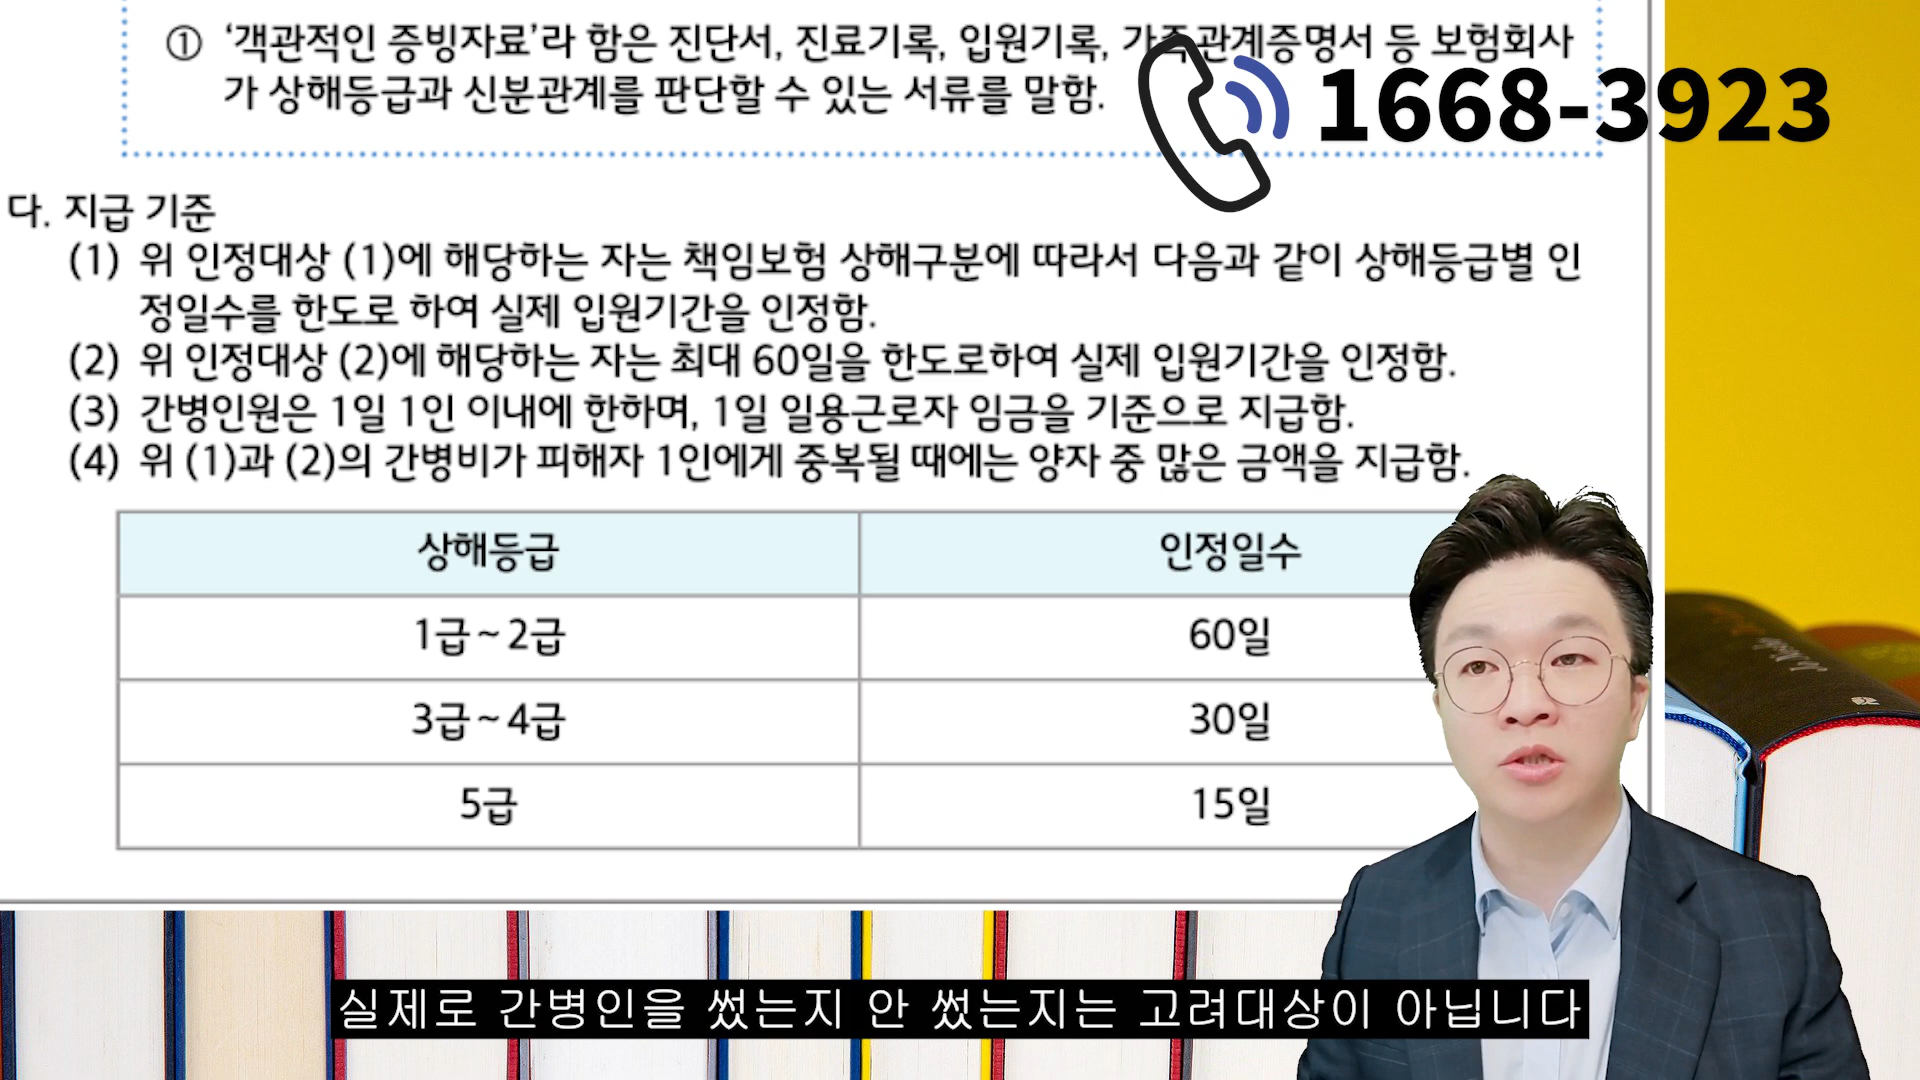 ① ‘객관적인 증빙자료’라 함은 진단서, 진료기록, 입원기록, 가족관계증명서 등 보험회사
가 상해등급과 신분관계를 판단할 수 있는 서류를 말함.
1668-3923
다. 지급 기준
(1) 위 인정대상 (1)에 해당하는 자는 책임보험 상해구분에 따라서 다음과 같이 상해등급별 인
정일수를 한도로 하여 실제 입원기간을 인정함.
(2) 위 인정대상 (2)에 해당하는 자는 최대 60일을 한도로하여 실제 입원기간을 인정함.
(3) 간병인원은 1일 1인 이내에 한하며, 1일 일용근로자 임금을 기준으로 지급함.
(4) 위 (1)과 (2)의 간병비가 피해자 1인에게 중복될 때에는 양자 중 많은 금액을 지급함.
상해등급 인정일수
1급~2급 60일
3급~4급 30일
5급 15일
실제로 간병인을 썼는지 안 썼는지는 고려대상이 아닙니다